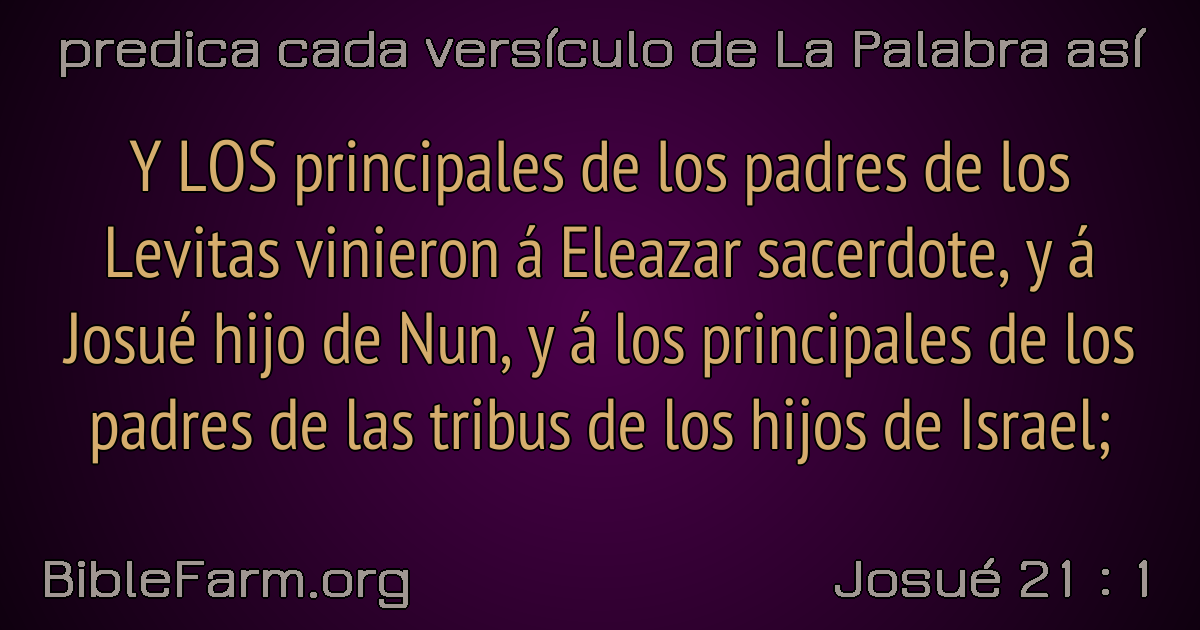 predica cada versículo de La Palabra así
Y LOS principales de los padres de los
Levitas vinieron á Eleazar sacerdote, y á
Josué hijo de Nun, y á los principales de los
padres de las tribus de los hijos de Israel;
BibleFarm.org
Josué 21 : 1